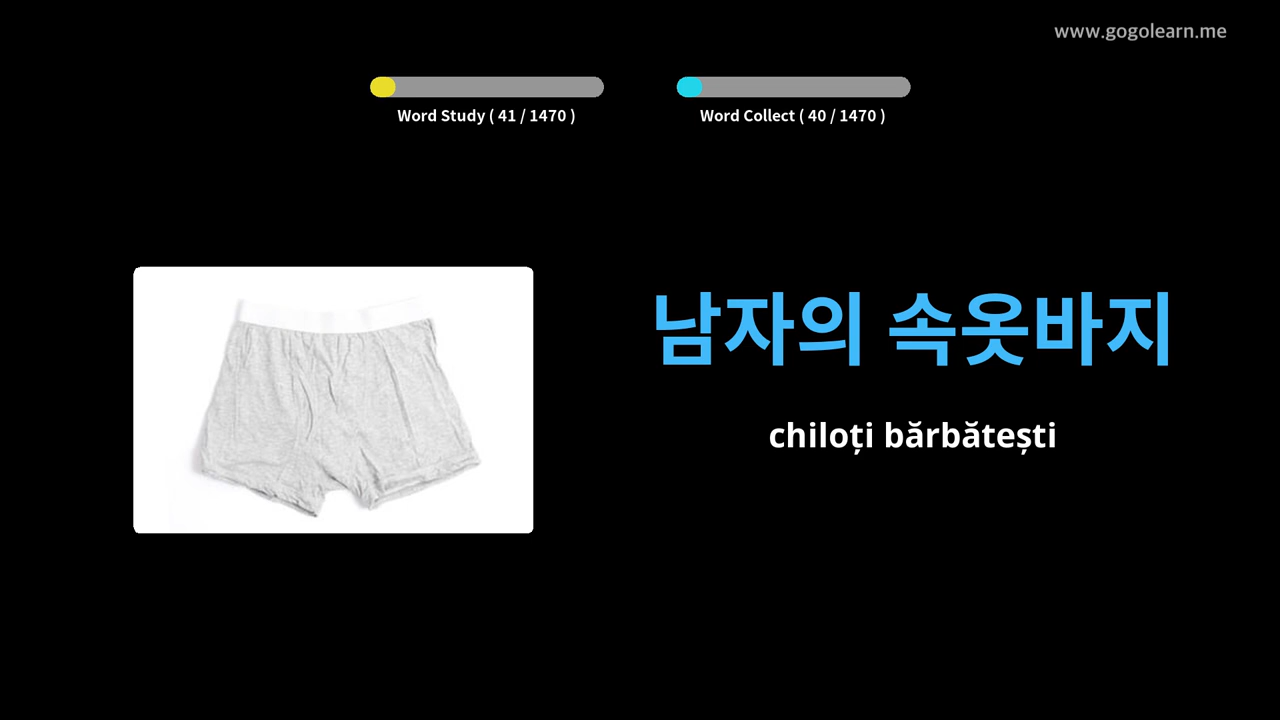 www.gogolearn.me
Word Study ( 41 / 1470 )
Word Collect ( 40 / 1470 )
남자의 속옷바지
chiloți bărbătești